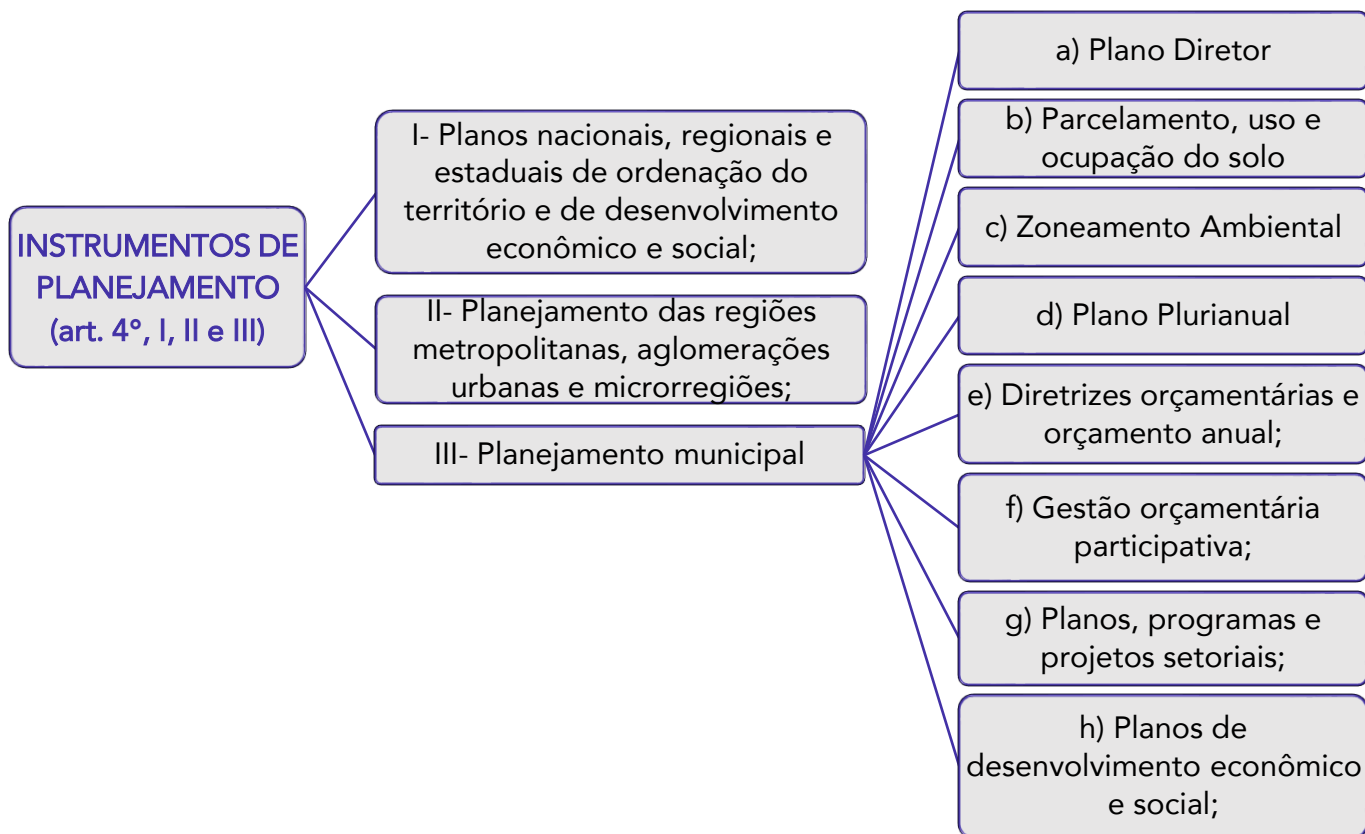 INSTRUMENTOS DE
PLANEJAMENTO
(art. 4°, I, II e III)
I- Planos nacionais, regionais e
estaduais de ordenação do
território e de desenvolvimento
econômico e social;
II- Planejamento das regiões
metropolitanas, aglomerações
urbanas e microrregiões;
III- Planejamento municipal
a) Plano Diretor
b) Parcelamento, uso e
ocupação do solo
c) Zoneamento Ambiental
d) Plano Plurianual
e) Diretrizes orçamentárias e
orçamento anual;
f) Gestão orçamentária
participativa;
g) Planos, programas e
projetos setoriais;
h) Planos de
desenvolvimento econômico
e social;